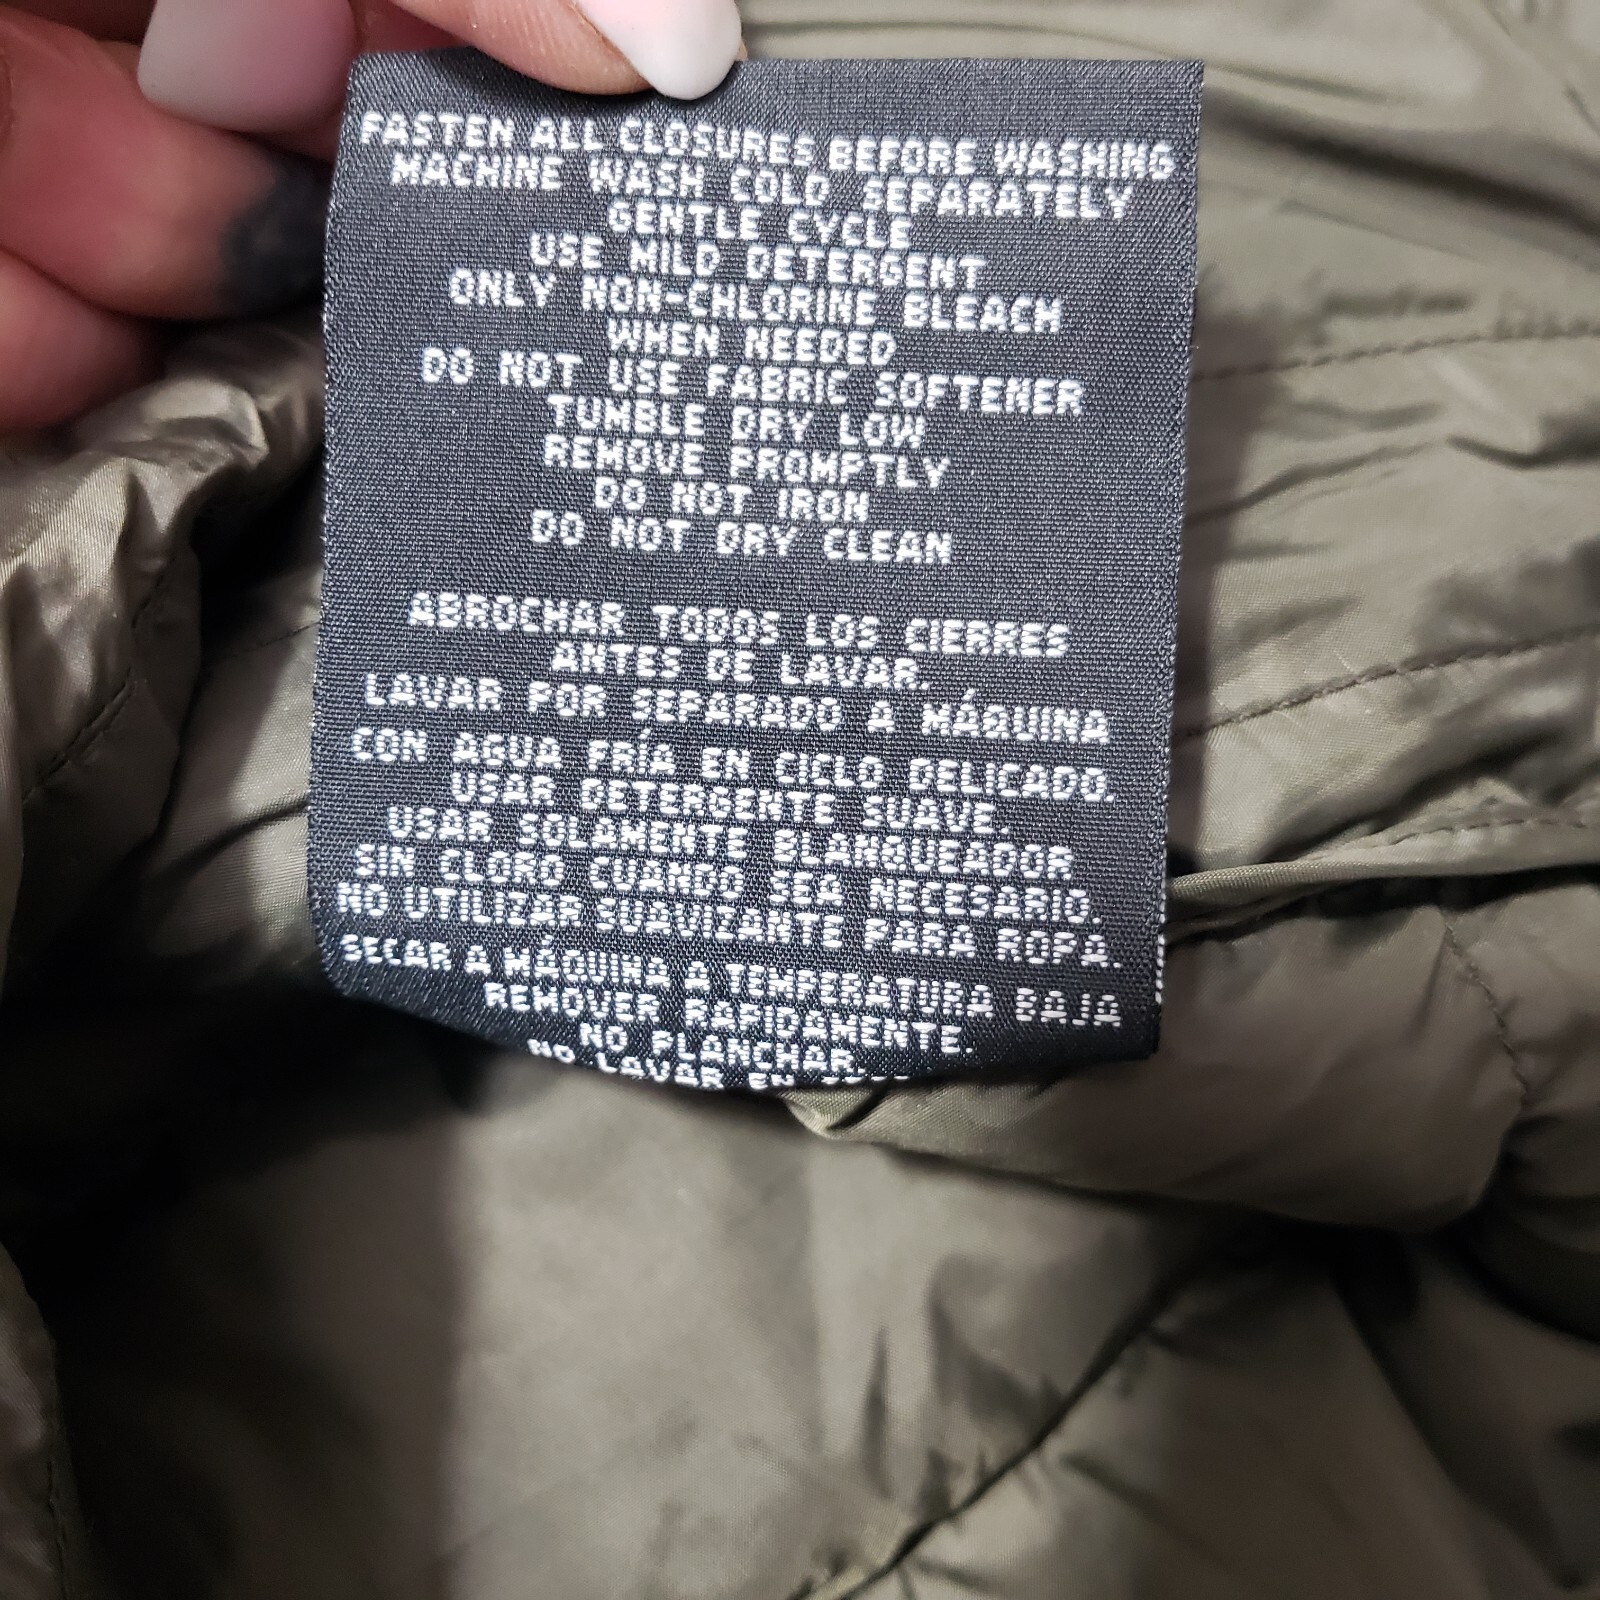 FASTEN ALL CLOSURES BEFORE WASHING
MACHINE WASH COLD SEPARATELY
GENTLE CYCLE
USE MILD DETERGENT
ONLY NON-CHLORINE BLEACH
WHEN NEEDED
DO NOT USE FABRIC SOFTENER
TUMBLE DRY LOW
REMOVE PROMPTLY
DO NOT IRON
DO NOT DRY CLEAN
ABROCHAR TODOS LOS CIERRES
ANTES DE LAVAR.
LAVAR POR SEPARADO A MÁQUINA
CON AGUA FRÍA EN CICLO DELICADO.
USAR DETERGENTE SUAVE.
USAR SOLAMENTE BLANQUEADOR
SIN CLORO CUANDO SEA NECESARIO.
NO UTILIZAR SUAVIZANTE PARA ROPA.
SECAR A MÁQUINA A TEMPERATURA BAJA
REMOVER RAPIDAMENTE.
NO PLANCHAR.
NO LAVAR EN